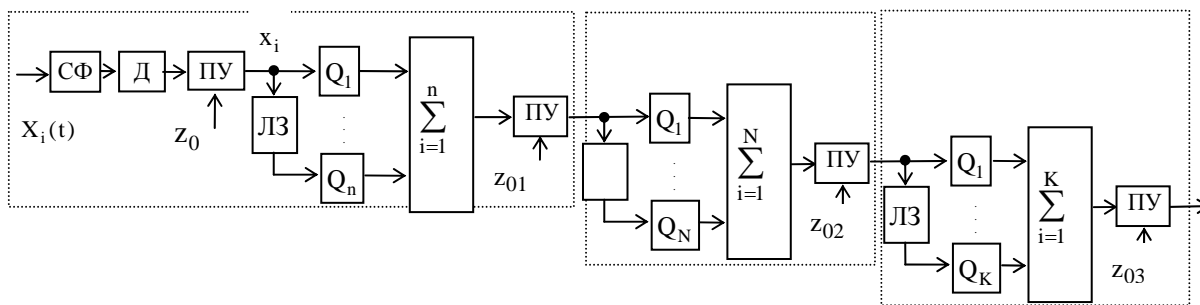 X_i(t)
СФ
Д
ПУ
z_0
x_i
ЛЗ
Q_1
Q_n
n
∑
i=1
ПУ
z_01
Q_1
Q_N
N
∑
i=1
ПУ
z_02
ЛЗ
Q_1
Q_K
K
∑
i=1
ПУ
z_03